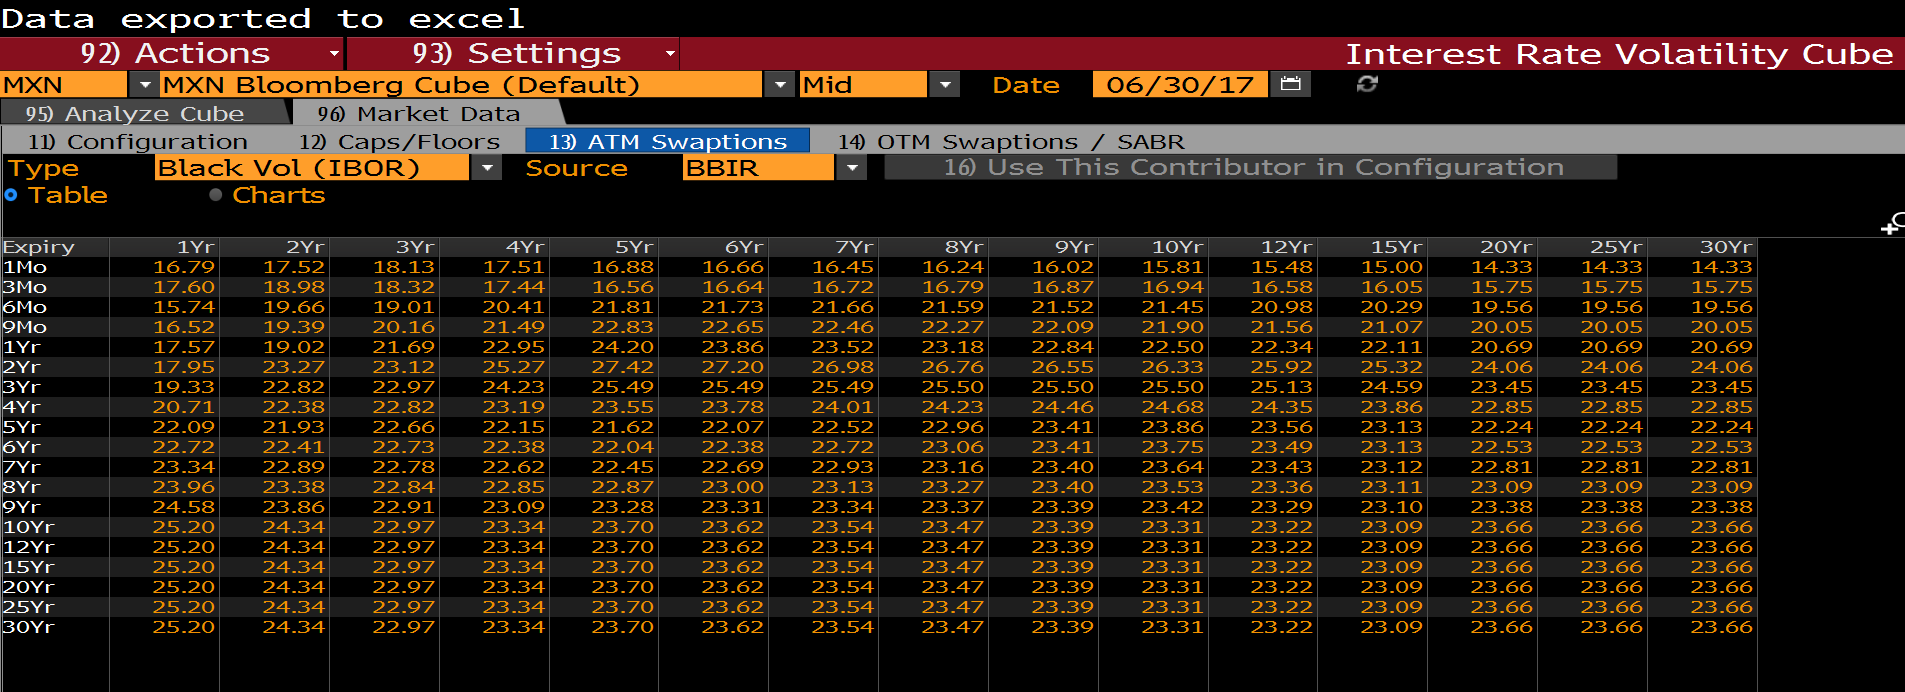 Data exported to excel
92) Actions 93) Settings Interest Rate Volatility Cube
MXN MXN Bloomberg Cube (Default) Mid Date 06/30/17
95) Analyze Cube 96) Market Data
11) Configuration 12) Caps/Floors 13) ATM Swaptions 14) OTM Swaptions / SABR
Type Black Vol (IBOR) Source BBIR 16) Use This Contributor in Configuration
Table Charts
Expiry 1Yr 2Yr 3Yr 4Yr 5Yr 6Yr 7Yr 8Yr 9Yr 10Yr 12Yr 15Yr 20Yr 25Yr 30Yr
1Mo 16.79 17.52 18.13 17.51 16.88 16.66 16.45 16.24 16.02 15.81 15.48 15.00 14.33 14.33 14.33
3Mo 17.60 18.98 18.32 17.44 16.56 16.64 16.72 16.79 16.87 16.94 16.58 16.05 15.75 15.75 15.75
6Mo 15.74 19.66 19.01 20.41 21.81 21.73 21.66 21.59 21.52 21.45 20.98 20.29 19.56 19.56 19.56
9Mo 16.52 19.39 20.16 21.49 22.83 22.65 22.46 22.27 22.09 21.90 21.56 21.07 20.05 20.05 20.05
1Yr 17.57 19.02 21.69 22.95 24.20 23.86 23.52 23.18 22.84 22.50 22.34 22.11 20.69 20.69 20.69
2Yr 17.95 23.27 23.12 25.27 27.42 27.20 26.98 26.76 26.55 26.33 25.92 25.32 24.06 24.06 24.06
3Yr 19.33 22.82 22.97 24.23 25.49 25.49 25.49 25.50 25.50 25.50 25.13 24.59 23.45 23.45 23.45
4Yr 20.71 22.38 22.82 23.19 23.55 23.78 24.01 24.23 24.46 24.68 24.35 23.86 22.85 22.85 22.85
5Yr 22.09 21.93 22.66 22.15 21.62 22.07 22.52 22.96 23.41 23.86 23.56 23.13 22.24 22.24 22.24
6Yr 22.72 22.41 22.73 22.38 22.04 22.38 22.72 23.06 23.41 23.75 23.49 23.13 22.53 22.53 22.53
7Yr 23.34 22.89 22.78 22.62 22.45 22.69 22.93 23.16 23.40 23.64 23.43 23.12 22.81 22.81 22.81
8Yr 23.96 23.38 22.84 22.85 22.87 23.00 23.13 23.27 23.40 23.53 23.36 23.11 23.09 23.09 23.09
9Yr 24.58 23.86 22.91 23.09 23.28 23.31 23.34 23.37 23.39 23.42 23.29 23.10 23.38 23.38 23.38
10Yr 25.20 24.34 22.97 23.34 23.70 23.62 23.54 23.47 23.39 23.31 23.22 23.09 23.66 23.66 23.66
12Yr 25.20 24.34 22.97 23.34 23.70 23.62 23.54 23.47 23.39 23.31 23.22 23.09 23.66 23.66 23.66
15Yr 25.20 24.34 22.97 23.34 23.70 23.62 23.54 23.47 23.39 23.31 23.22 23.09 23.66 23.66 23.66
20Yr 25.20 24.34 22.97 23.34 23.70 23.62 23.54 23.47 23.39 23.31 23.22 23.09 23.66 23.66 23.66
25Yr 25.20 24.34 22.97 23.34 23.70 23.62 23.54 23.47 23.39 23.31 23.22 23.09 23.66 23.66 23.66
30Yr 25.20 24.34 22.97 23.34 23.70 23.62 23.54 23.47 23.39 23.31 23.22 23.09 23.66 23.66 23.66